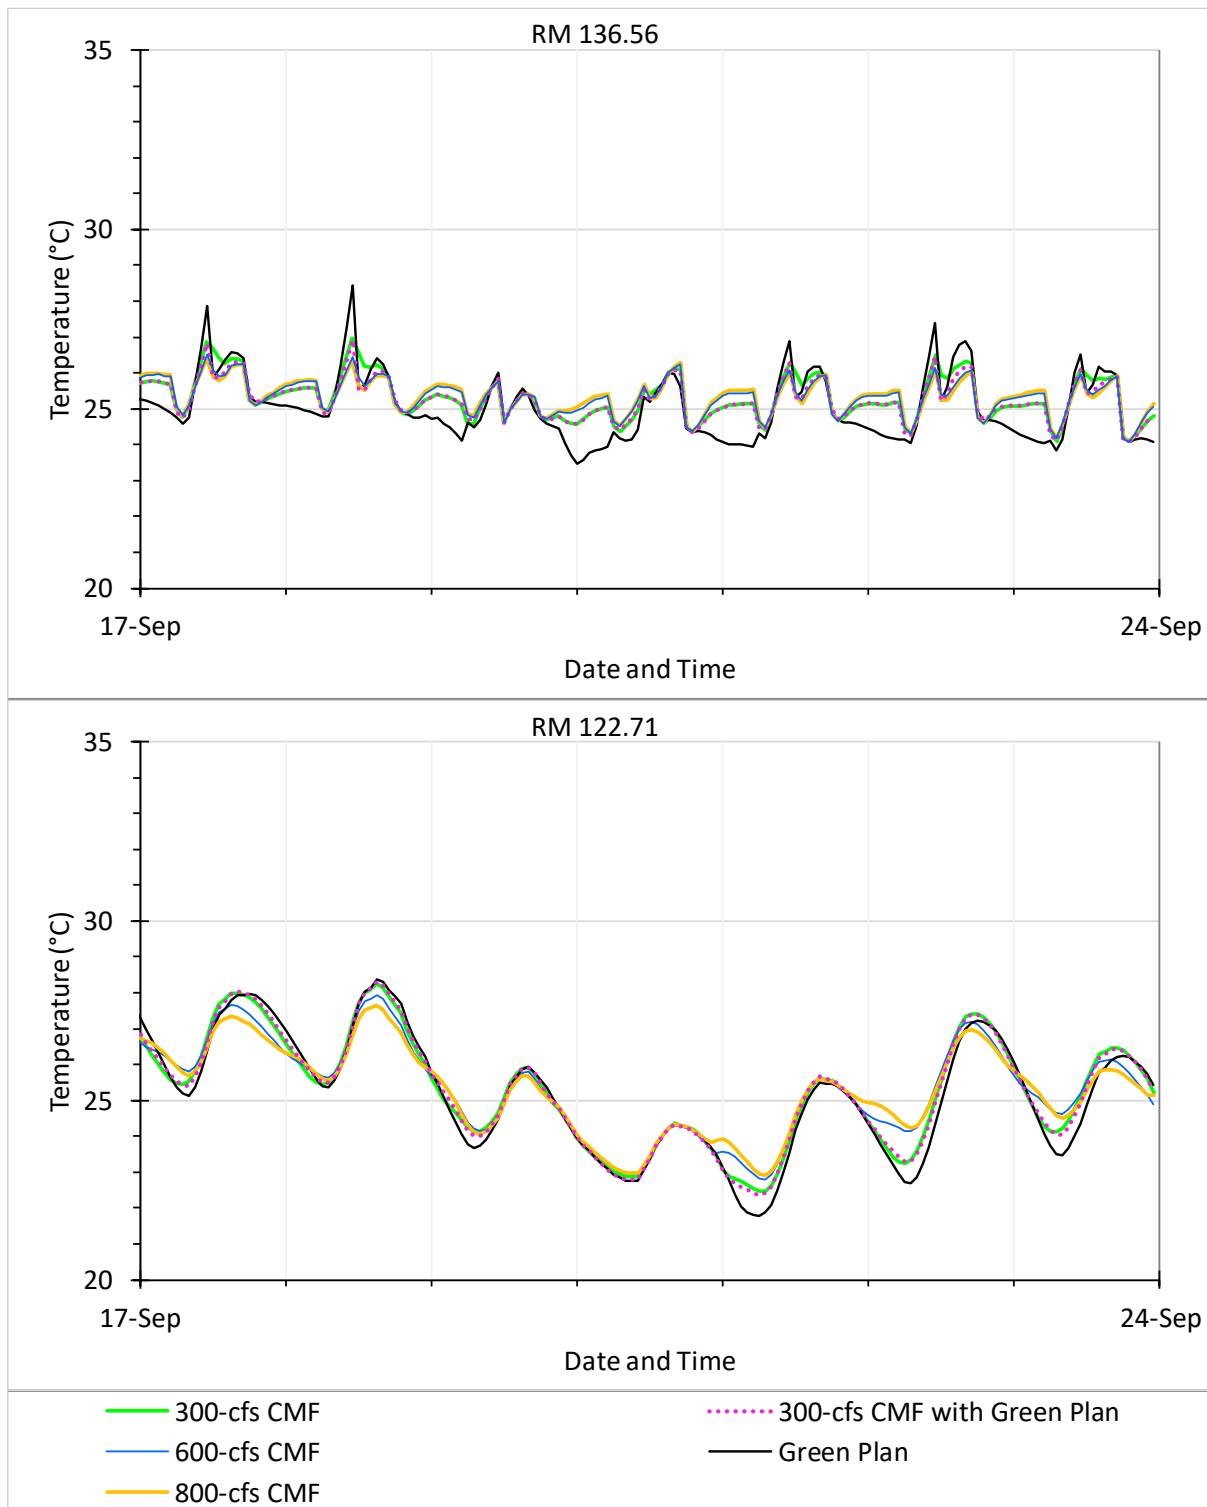 RM 136.56
35
30
25
20
Temperature (°C)
17-Sep
24-Sep
Date and Time
RM 122.71
35
30
25
20
Temperature (°C)
17-Sep
24-Sep
Date and Time
300-cfs CMF
300-cfs CMF with Green Plan
600-cfs CMF
Green Plan
800-cfs CMF